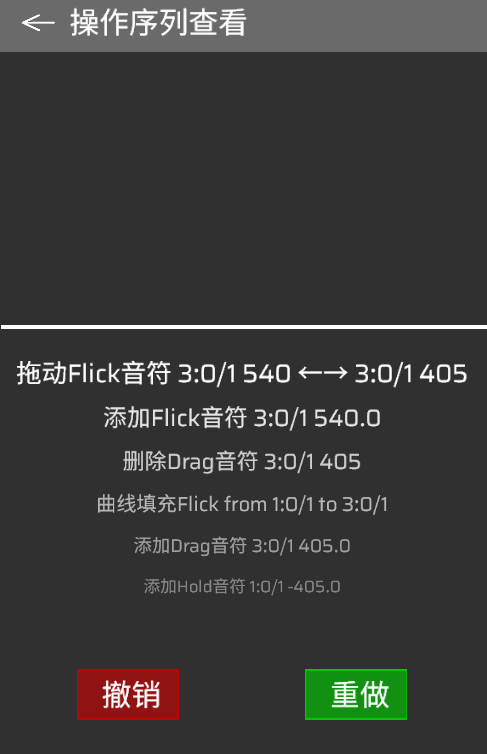 ← 操作序列查看
拖动Flick音符 3:0/1 540 ←→ 3:0/1 405
添加Flick音符 3:0/1 540.0
删除Drag音符 3:0/1 405
曲线填充Flick from 1:0/1 to 3:0/1
添加Drag音符 3:0/1 405.0
添加Hold音符 1:0/1 -405.0
撤销
重做